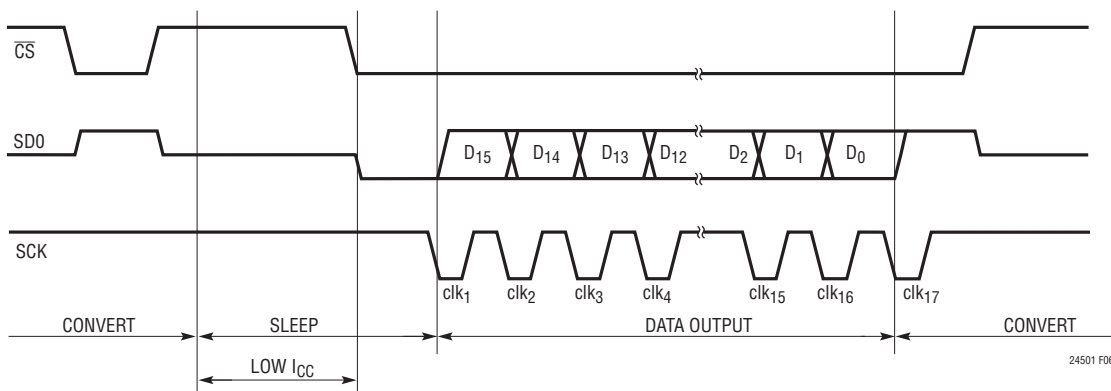 CS
SD0
D15 D14 D13 D12 D2 D1 D0
SCK
clk1 clk2 clk3 clk4 clk15 clk16 clk17
CONVERT SLEEP DATA OUTPUT CONVERT
LOW ICC
24501 F06